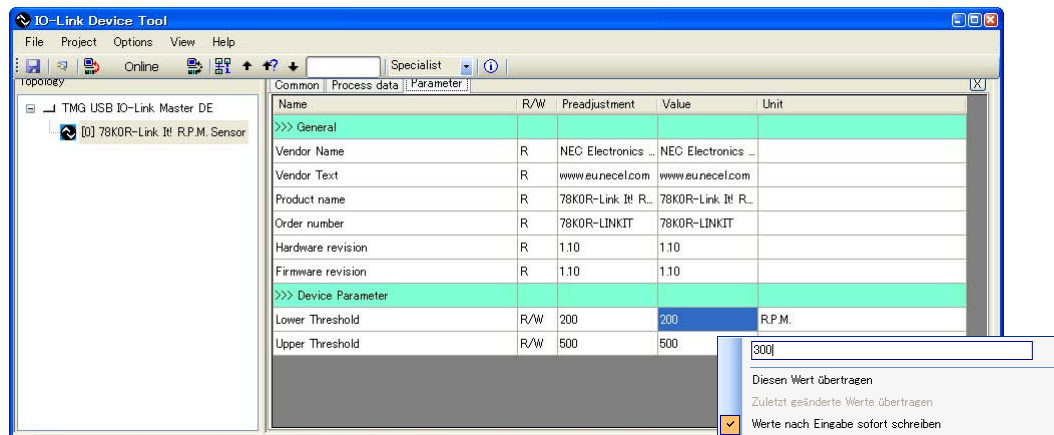 IO-Link Device Tool
File Project Options View Help
Online Specialist
Topology
Common Process data Parameter
TMG USB IO-Link Master DE
[0] 78K0R-Link It! R.P.M. Sensor
Name R/W Preadjustment Value Unit
>>> General
Vendor Name R NEC Electronics ... NEC Electronics ...
Vendor Text R www.eu.necel.com www.eu.necel.com
Product name R 78K0R-Link It! R... 78K0R-Link It! R...
Order number R 78K0R-LINKIT 78K0R-LINKIT
Hardware revision R 1.10 1.10
Firmware revision R 1.10 1.10
>>> Device Parameter
Lower Threshold R/W 200 200 R.P.M.
Upper Threshold R/W 500 500
300
Diesen Wert übertragen
Zuletzt geänderte Werte übertragen
Werte nach Eingabe sofort schreiben